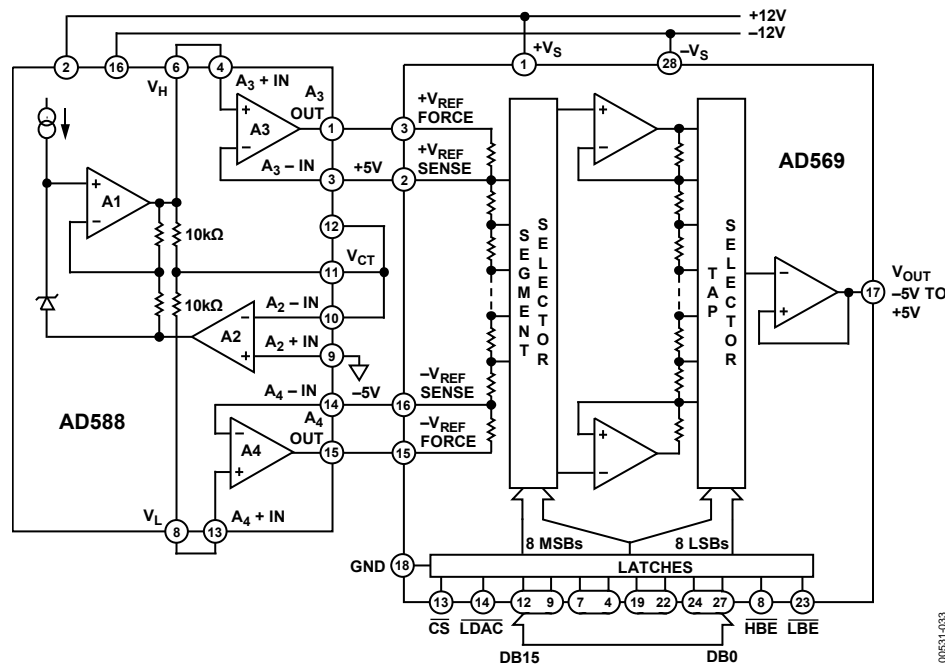 +12V
–12V
+VS
–VS
2
16
6
4
1
28
VH
A3 + IN
A3
OUT
+
–
A3
1
3
+VREF
FORCE
+VREF
SENSE
A3 – IN
3
+5V
2
AD569
+
–
A1
10kΩ
10kΩ
12
VCT
11
A2 – IN
10
–
+
A2
A2 + IN
9
–5V
A4 – IN
14
16
–VREF
SENSE
AD588
–
+
A4
A4
OUT
15
15
–VREF
FORCE
VL
8
13
A4 + IN
SEGMENT
SELECTOR
+
–
+
–
TAP
SELECTOR
–
+
VOUT
–5V TO
+5V
17
8 MSBs
8 LSBs
GND
18
LATCHES
13
14
12
9
7
4
19
22
24
27
8
23
CS
LDAC
HBE
LBE
DB15
DB0
00531-033